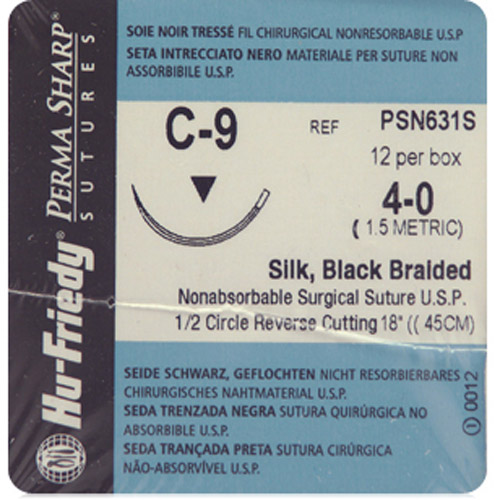 SOIE NOIR TRESSÉ FIL CHIRURGICAL NONRESORBABLE U.S.P
SETA INTRECCIATO NERO MATERIALE PER SUTURE NON
ASSORBIBILE U.S.P.
Hu-Friedy® PERMA SHARP®
SUTURES
C-9
REF PSN631S
12 per box
4-0
( 1.5 METRIC)
Silk, Black Braided
Nonabsorbable Surgical Suture U.S.P.
1/2 Circle Reverse Cutting 18" (( 45CM)
SEIDE SCHWARZ, GEFLOCHTEN NICHT RESORBIERBARES
CHIRURGISCHES NAHTMATERIAL U.S.P.
SEDA TRENZADA NEGRA SUTURA QUIRÚRGICA NO
ABSORBIBLE U.S.P.
SEDA TRANÇADA PRETA SUTURA CIRÚRGICA
NÃO-ABSORVÍVEL U.S.P.
0012